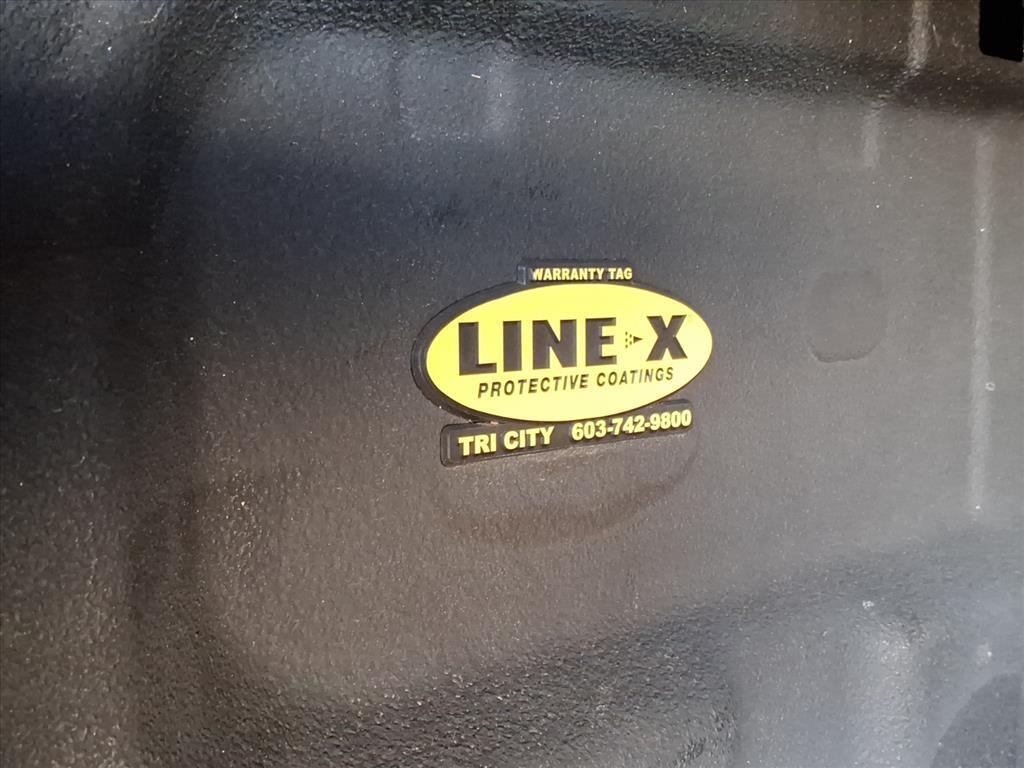 WARRANTY TAG
LINE-X
PROTECTIVE COATINGS
TRI CITY 603-742-9800